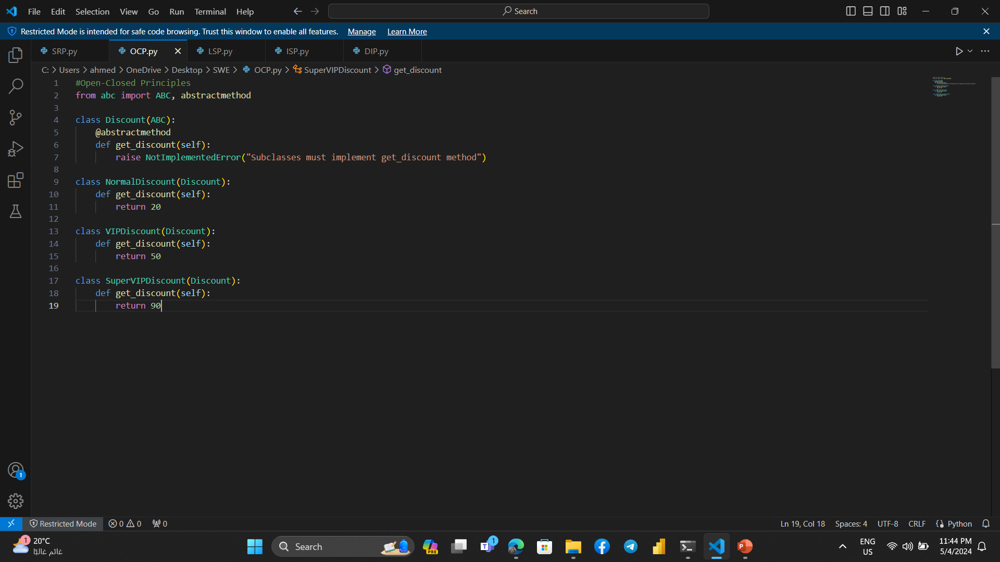 File Edit Selection View Go Run Terminal Help Search
Restricted Mode is intended for safe code browsing. Trust this window to enable all features. Manage Learn More
SRP.py OCP.py LSP.py ISP.py DIP.py
C: > Users > ahmed > OneDrive > Desktop > SWE > OCP.py > SuperVIPDiscount > get_discount
1 #Open-Closed Principles
2 from abc import ABC, abstractmethod
3
4 class Discount(ABC):
5     @abstractmethod
6     def get_discount(self):
7         raise NotImplementedError("Subclasses must implement get_discount method")
8
9 class NormalDiscount(Discount):
10     def get_discount(self):
11         return 20
12
13 class VIPDiscount(Discount):
14     def get_discount(self):
15         return 50
16
17 class SuperVIPDiscount(Discount):
18     def get_discount(self):
19         return 90
1
Restricted Mode 0 0 0 Ln 19, Col 18 Spaces: 4 UTF-8 CRLF Python
1 20°C
غائم غالبًا
Search PRE 1
ENG
US
11:44 PM
5/4/2024